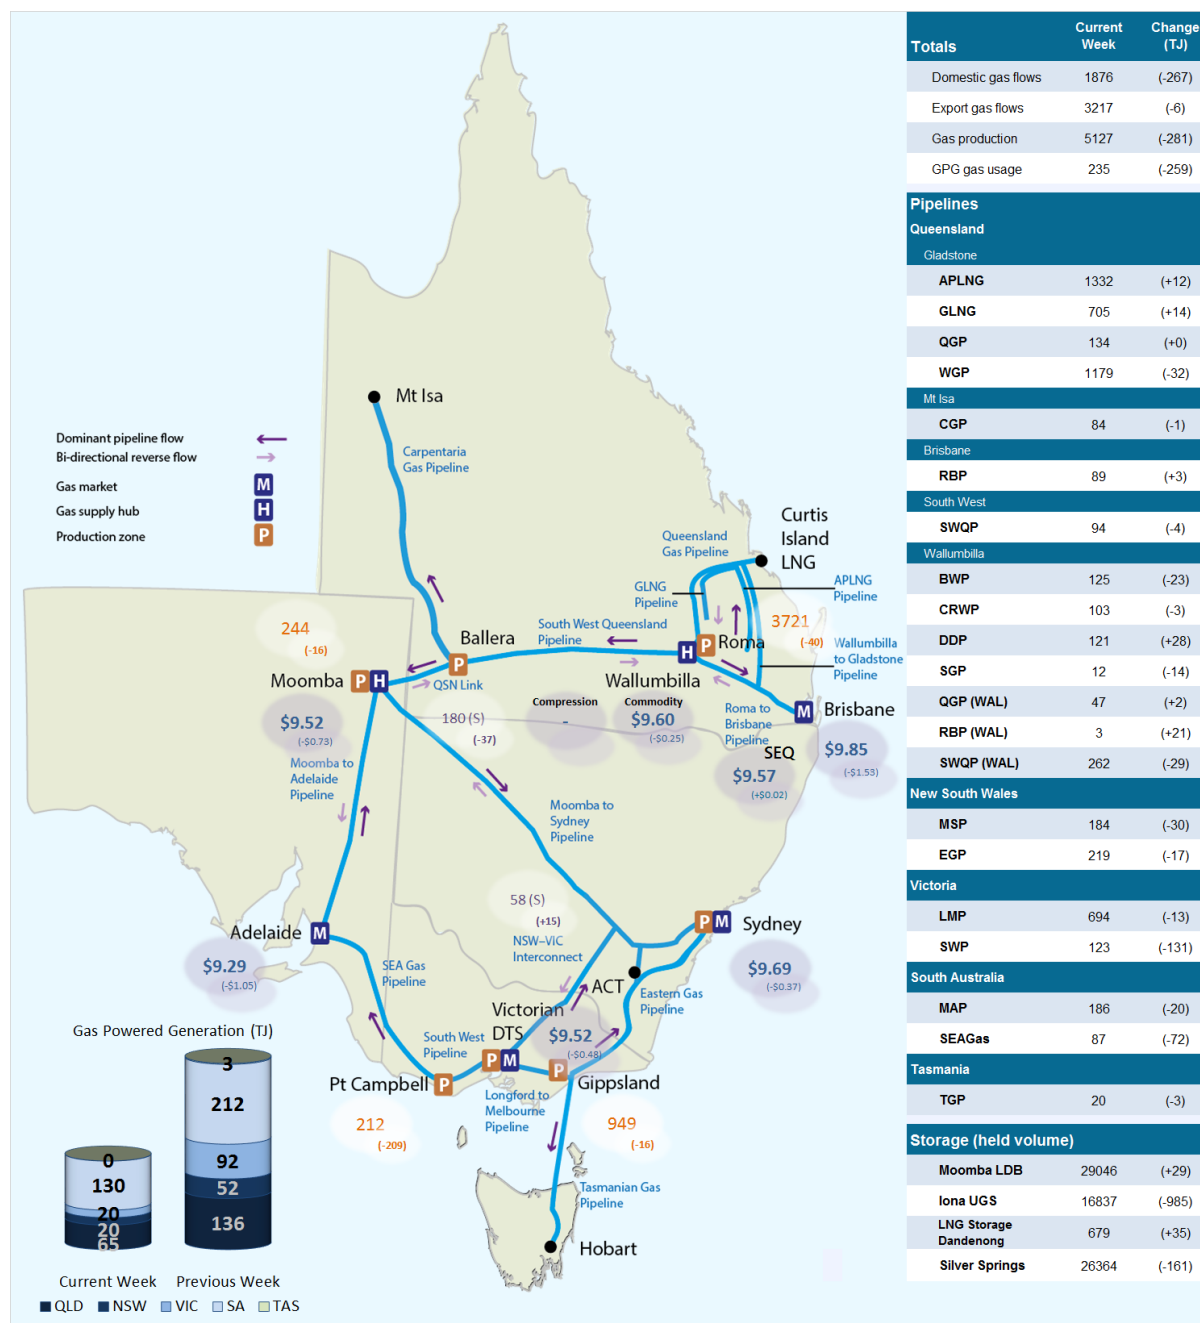 Mt Isa
Dominant pipeline flow
Bi-directional reverse flow
Gas market
M
Gas supply hub
H
Production zone
P
Carpentaria
Gas Pipeline
Curtis
Island
LNG
Queensland
Gas Pipeline
GLNG
Pipeline
APLNG
Pipeline
3721
(-40)
244
(-16)
Ballera
P
South West Queensland
Pipeline
H
P
Roma
Wallumbilla
to Gladstone
Pipeline
Moomba
P
H
QSN Link
Wallumbilla
180 (S)
(-37)
Compression
-
Commodity
$9.60
(-$0.25)
Roma to
Brisbane
Pipeline
M
Brisbane
$9.52
(-$0.73)
SEQ
$9.57
(+$0.02)
$9.85
(-$1.53)
Moomba to
Adelaide
Pipeline
Moomba to
Sydney
Pipeline
58 (S)
(+15)
NSW-VIC
Interconnect
P
M
Sydney
$9.69
(-$0.37)
Adelaide
M
$9.29
(-$1.05)
SEA Gas
Pipeline
ACT
Eastern Gas
Pipeline
Victorian
DTS
$9.52
(-$0.48)
South West
Pipeline
P
M
P
Gippsland
Pt Campbell
P
Longford to
Melbourne
Pipeline
212
(-209)
949
(-16)
Tasmanian Gas
Pipeline
Hobart
Gas Powered Generation (TJ)
0
130
20
20
65
3
212
92
52
136
Current Week
Previous Week
QLD
NSW
VIC
SA
TAS
Totals Current Week Change (TJ)
Domestic gas flows 1876 (-267)
Export gas flows 3217 (-6)
Gas production 5127 (-281)
GPG gas usage 235 (-259)
Pipelines
Queensland
Gladstone
APLNG 1332 (+12)
GLNG 705 (+14)
QGP 134 (+0)
WGP 1179 (-32)
Mt Isa
CGP 84 (-1)
Brisbane
RBP 89 (+3)
South West
SWQP 94 (-4)
Wallumbilla
BWP 125 (-23)
CRWP 103 (-3)
DDP 121 (+28)
SGP 12 (-14)
QGP (WAL) 47 (+2)
RBP (WAL) 3 (+21)
SWQP (WAL) 262 (-29)
New South Wales
MSP 184 (-30)
EGP 219 (-17)
Victoria
LMP 694 (-13)
SWP 123 (-131)
South Australia
MAP 186 (-20)
SEAGas 87 (-72)
Tasmania
TGP 20 (-3)
Storage (held volume)
Moomba LDB 29046 (+29)
Iona UGS 16837 (-985)
LNG Storage
Dandenong 679 (+35)
Silver Springs 26364 (-161)